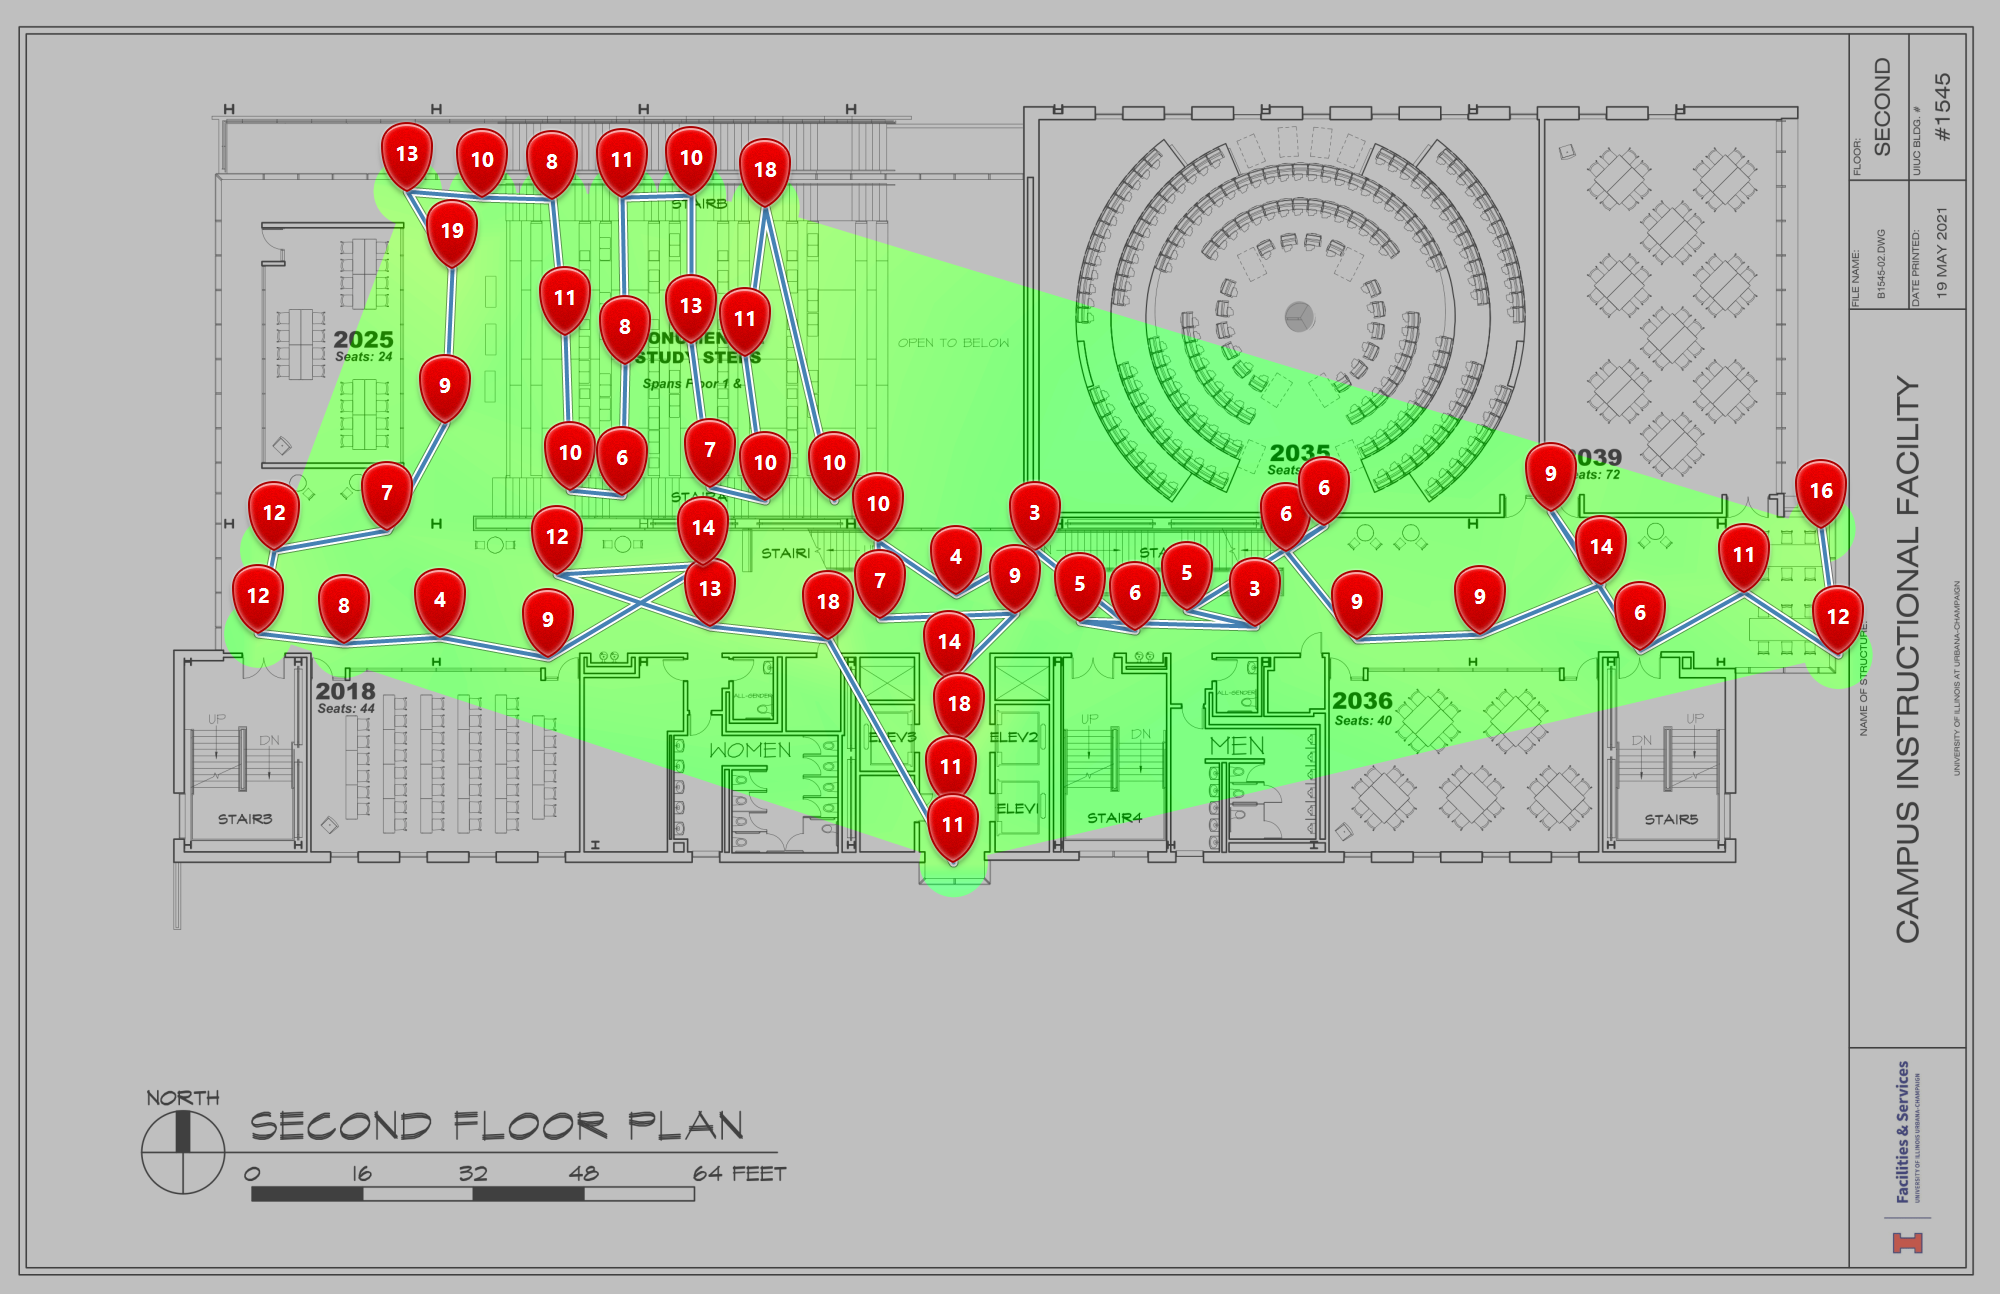 13
10
8
11
10
18
STAIRB
19
11
8
13
11
2025
Seats: 24
STUDY STEPS
Spans Floor 1 &
OPEN TO BELOW
9
10
6
7
10
10
STAIRA
2035
Seats:
2039
Seats: 72
12
7
12
14
STAIR1
10
4
3
6
6
9
14
11
16
12
8
4
9
13
18
7
9
5
6
5
3
9
9
6
12
2018
Seats: 44
14
18
11
11
ALL-GENDER
ALL-GENDER
UP
DN
STAIR3
WOMEN
ELEV3
ELEV2
ELEV1
UP
DN
STAIR4
MEN
2036
Seats: 40
UP
DN
STAIR5
NORTH
SECOND FLOOR PLAN
0 16 32 48 64 FEET
FLOOR:
SECOND
UIUC BLDG. #
#1545
FILE NAME:
B1545-02.DWG
DATE PRINTED:
19 MAY 2021
NAME OF STRUCTURE:
CAMPUS INSTRUCTIONAL FACILITY
UNIVERSITY OF ILLINOIS AT URBANA-CHAMPAIGN
Facilities & Services
UNIVERSITY OF ILLINOIS URBANA-CHAMPAIGN